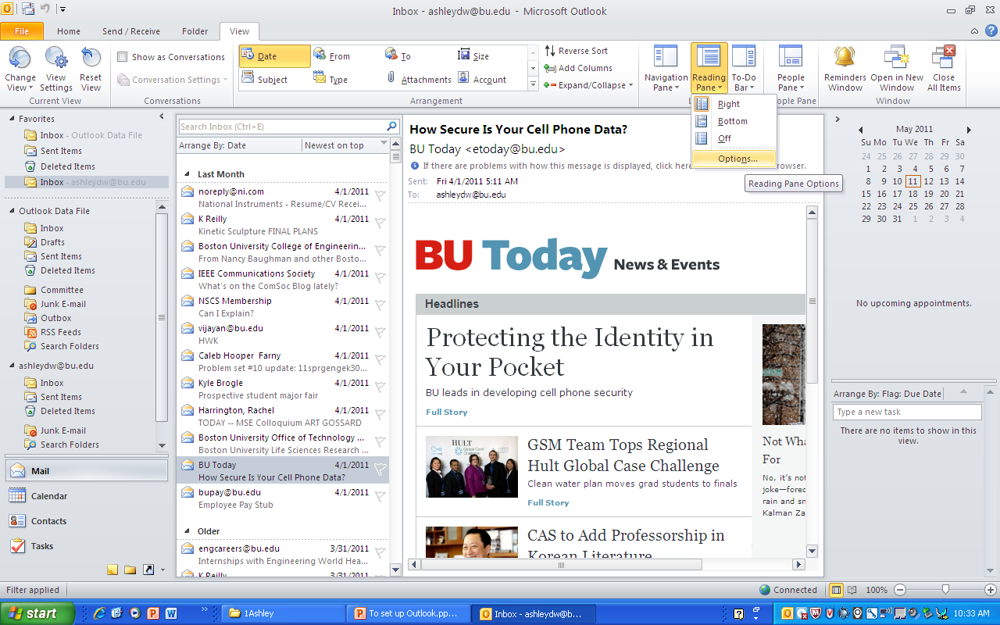 Inbox - ashleydw@bu.edu - Microsoft Outlook
File Home Send / Receive Folder View
Change View
View Settings
Reset View
Current View
Show as Conversations
Conversation Settings
Conversations
Date From To Size
Subject Type Attachments Account
Arrangement
Reverse Sort
Add Columns
Expand/Collapse
Navigation Pane
Reading Pane
To-Do Bar
People Pane
People Pane
Reminders Window
Open in New Window
Close All Items
Window
Right
Bottom
Off
Options...
Reading Pane Options
Favorites
Inbox - Outlook Data File
Sent Items
Deleted Items
Inbox - ashleydw@bu.edu
Outlook Data File
Inbox
Drafts
Sent Items
Deleted Items
Committee
Junk E-mail
Outbox
RSS Feeds
Search Folders
ashleydw@bu.edu
Inbox
Sent Items
Deleted Items
Junk E-mail
Search Folders
Mail
Calendar
Contacts
Tasks
Search Inbox (Ctrl+E)
Arrange By: Date Newest on top
Last Month
noreply@ni.com 4/1/2011
National Instruments - Resume/CV Recei...
K Reilly 4/1/2011
Kinetic Sculpture FINAL PLANS
Boston University College of Engineerin...
From Nancy Baughman and other Bosto...
IEEE Communications Society 4/1/2011
What's on the ComSoc Blog lately?
NSCS Membership 4/1/2011
Can I Explain?
vijayan@bu.edu 4/1/2011
HWK
Caleb Hooper Farny 4/1/2011
Problem set #10 update: 11sprgengek30...
Kyle Brogle 4/1/2011
Prospective student major fair
Harrington, Rachel 4/1/2011
TODAY -- MSE Colloquium ART GOSSARD
Boston University Office of Technology ...
Boston University Life Sciences Research ...
BU Today 4/1/2011
How Secure Is Your Cell Phone Data?
bupay@bu.edu 4/1/2011
Employee Pay Stub
Older
engcareers@bu.edu 3/31/2011
Internships with Engineering World Hea...
K Reilly 3/31/2011
How Secure Is Your Cell Phone Data?
BU Today <etoday@bu.edu>
If there are problems with how this message is displayed, click here browser.
Sent: Fri 4/1/2011 5:11 AM
To: ashleydw@bu.edu
BU Today News & Events
Headlines
Protecting the Identity in
Your Pocket
BU leads in developing cell phone security
Full Story
HULT
Global Case Challenge
GSM Team Tops Regional
Hult Global Case Challenge
Clean water plan moves grad students to finals
Full Story
CAS to Add Professorship in
Korean Literature
Not Wha
For
No, it's not
joke—forec
rain and sn
Kalman Za
May 2011
Su Mo Tu We Th Fr Sa
24 25 26 27 28 29 30
1 2 3 4 5 6 7
8 9 10 11 12 13 14
15 16 17 18 19 20 21
22 23 24 25 26 27 28
29 30 31 1 2 3 4
No upcoming appointments.
Arrange By: Flag: Due Date
Type a new task
There are no items to show in this
view.
Filter applied
Connected
100%
start
1Ashley
To set up Outlook.pp...
Inbox - ashleydw@b...
10:33 AM